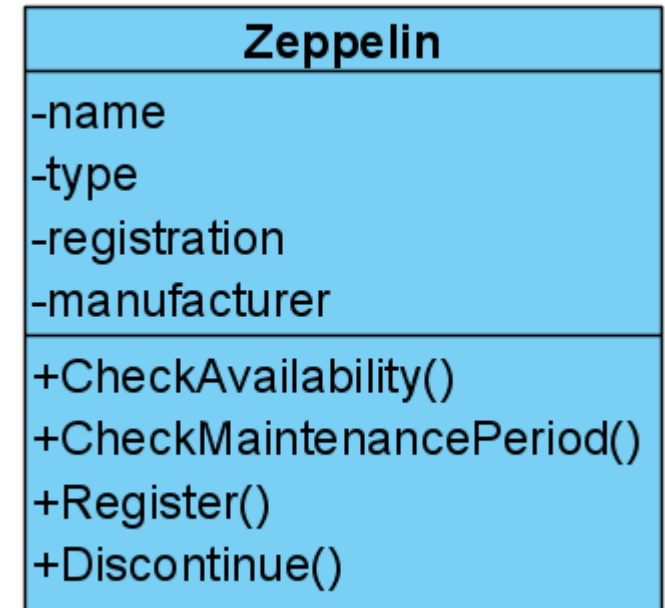 Zeppelin
-name
-type
-registration
-manufacturer
+CheckAvailability()
+CheckMaintenancePeriod()
+Register()
+Discontinue()